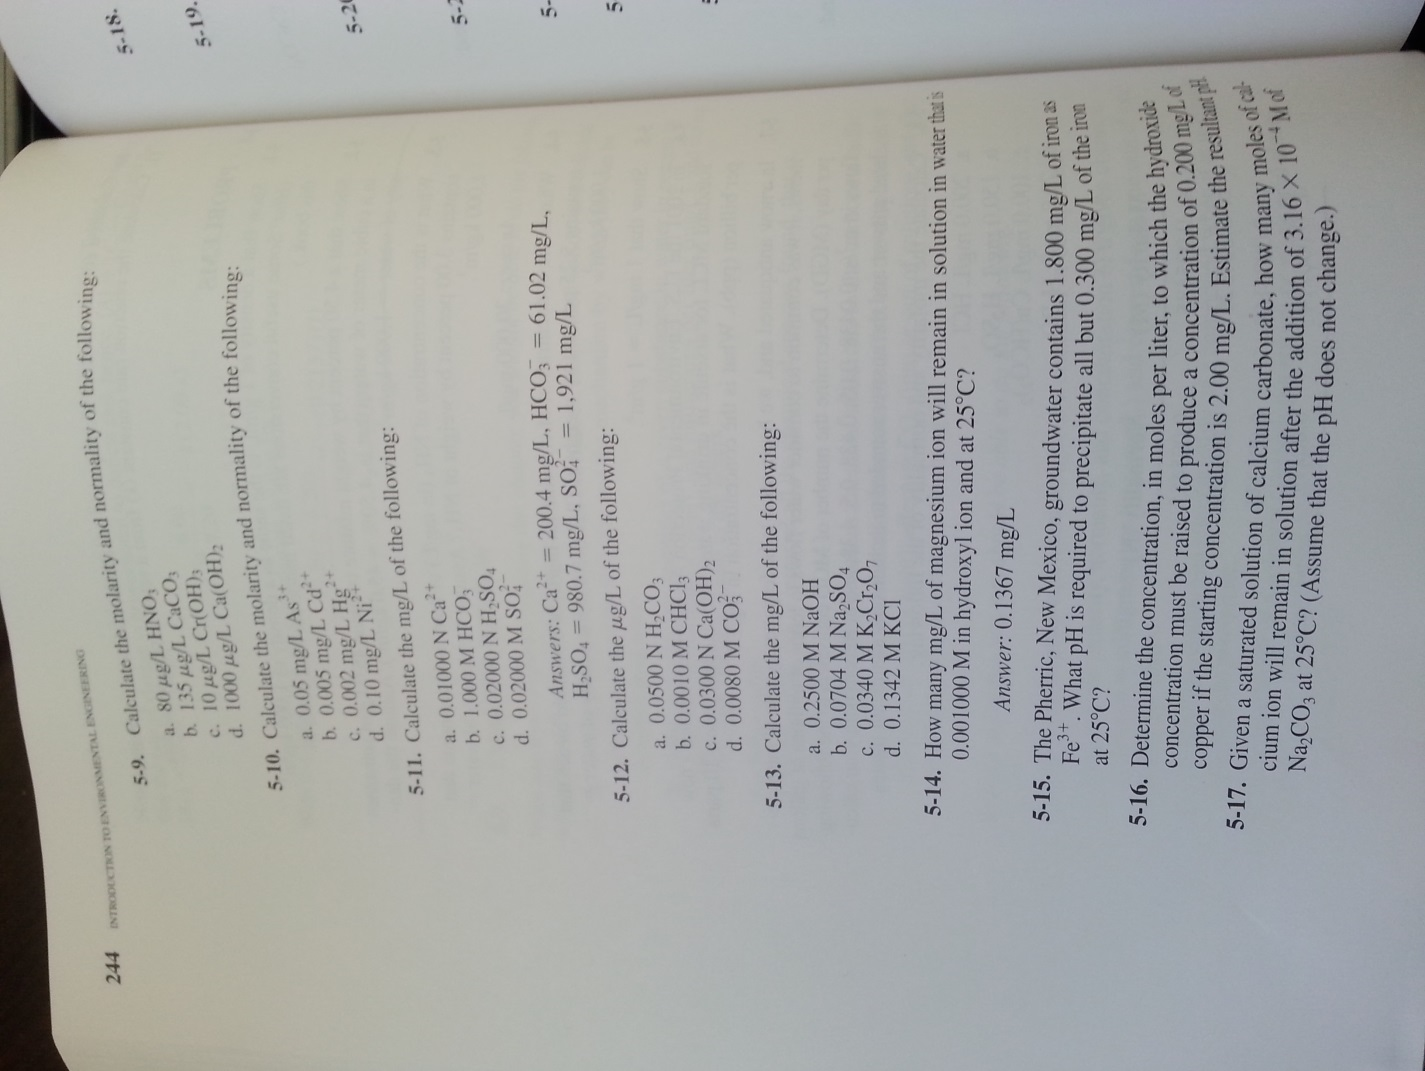 244 INTRODUCTION TO ENVIRONMENTAL ENGINEERING
5-9. Calculate the molarity and normality of the following:
a. 80 μg/L HNO₃
b. 135 μg/L CaCO₃
c. 10 μg/L Cr(OH)₃
d. 1000 μg/L Ca(OH)₂
5-10. Calculate the molarity and normality of the following:
a. 0.05 mg/L As³⁺
b. 0.005 mg/L Cd²⁺
c. 0.002 mg/L Hg²⁺
d. 0.10 mg/L Ni²⁺
5-11. Calculate the mg/L of the following:
a. 0.01000 N Ca²⁺
b. 1.000 M HCO₃⁻
c. 0.02000 N H₂SO₄
d. 0.02000 M SO₄²⁻
Answers: Ca²⁺ = 200.4 mg/L, HCO₃⁻ = 61.02 mg/L,
H₂SO₄ = 980.7 mg/L, SO₄²⁻ = 1,921 mg/L
5-12. Calculate the μg/L of the following:
a. 0.0500 N H₂CO₃
b. 0.0010 M CHCl₃
c. 0.0300 N Ca(OH)₂
d. 0.0080 M CO₃²⁻
5-13. Calculate the mg/L of the following:
a. 0.2500 M NaOH
b. 0.0704 M Na₂SO₄
c. 0.0340 M K₂Cr₂O₇
d. 0.1342 M KCl
5-14. How many mg/L of magnesium ion will remain in solution in water that is
0.001000 M in hydroxyl ion and at 25°C?
Answer: 0.1367 mg/L
5-15. The Pherric, New Mexico, groundwater contains 1.800 mg/L of iron as
Fe³⁺. What pH is required to precipitate all but 0.300 mg/L of the iron
at 25°C?
5-16. Determine the concentration, in moles per liter, to which the hydroxide
concentration must be raised to produce a concentration of 0.200 mg/L of
copper if the starting concentration is 2.00 mg/L. Estimate the resultant pH.
5-17. Given a saturated solution of calcium carbonate, how many moles of cal-
cium ion will remain in solution after the addition of 3.16 × 10⁻⁴ M of
Na₂CO₃ at 25°C? (Assume that the pH does not change.)
5-18.
5-19.